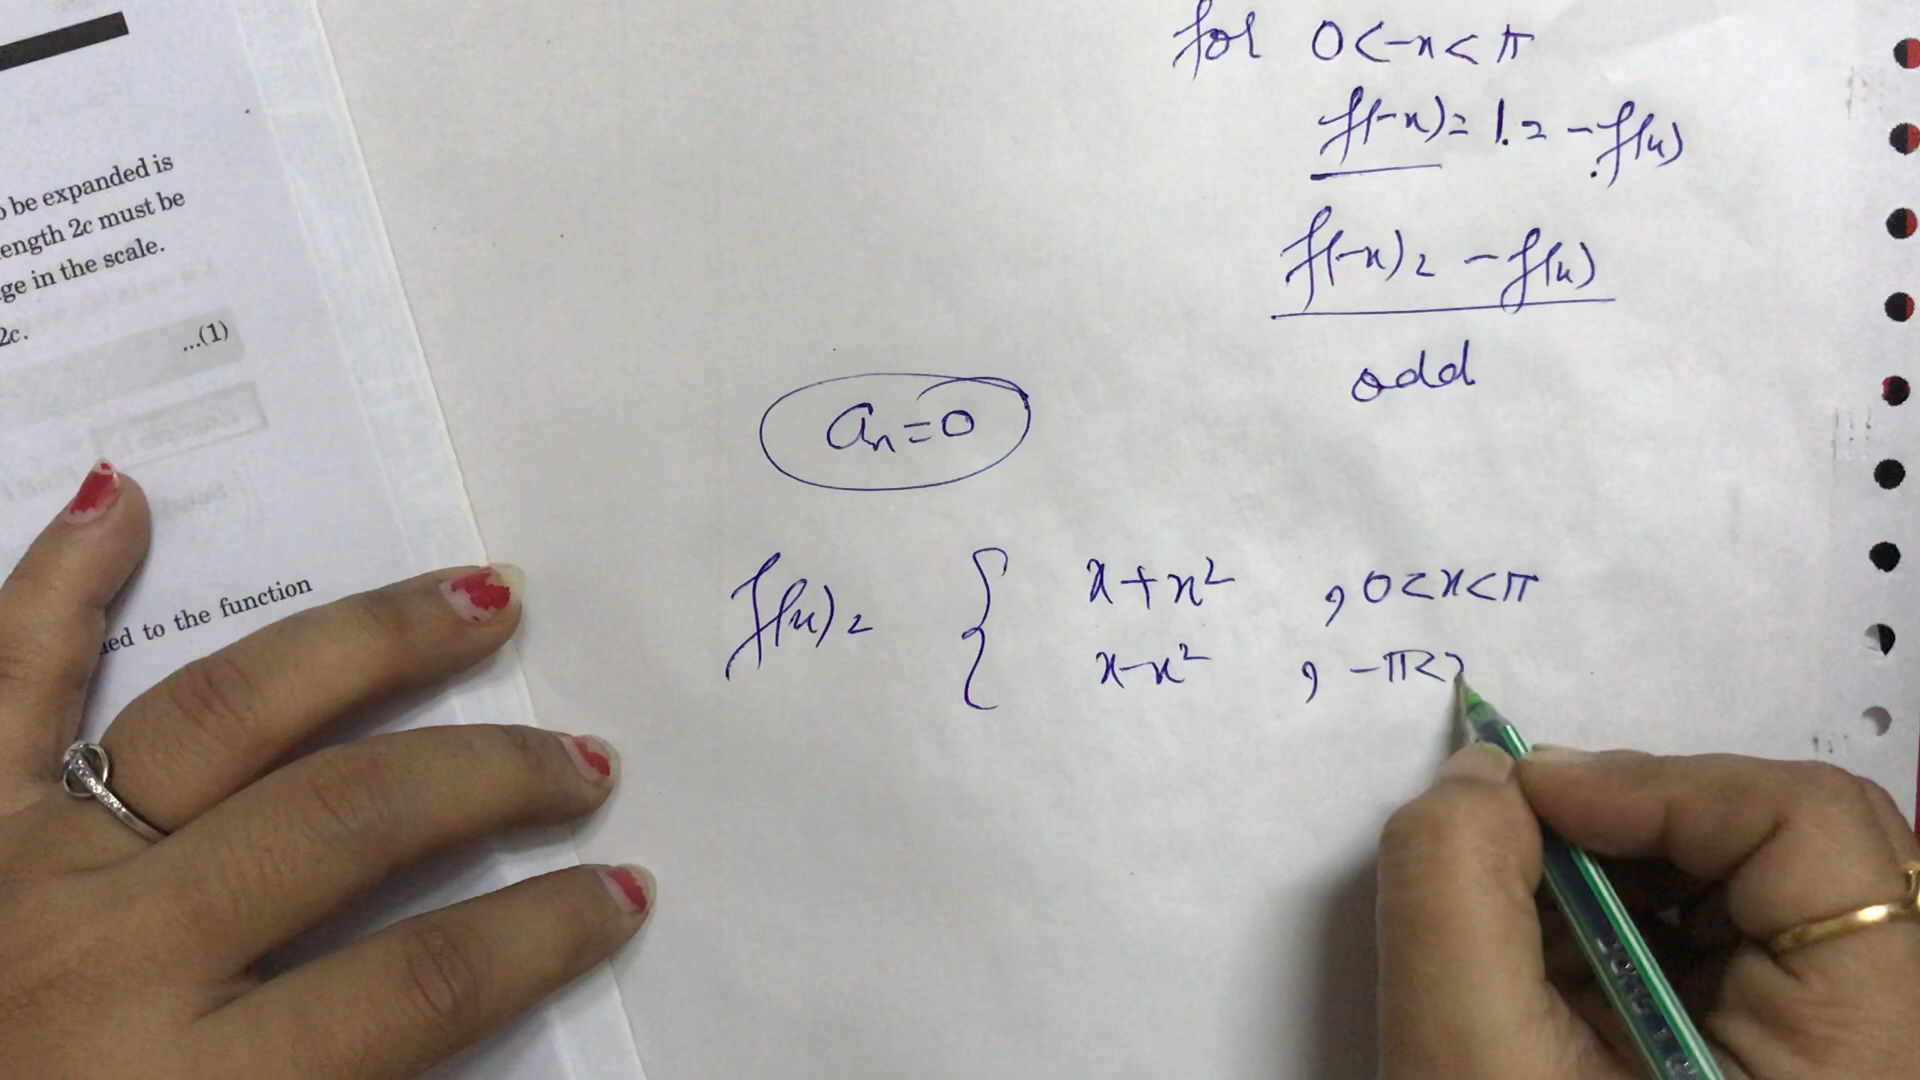 o be expanded is
ength 2c must be
ge in the scale.
2c.
...(1)
ed to the function
for 0<-x<π
f(-x)= 1. = -f(x)
f(-x) = -f(x)
odd
an=0
f(x) = { x+x² , 0<x<π
x-x² , -π<